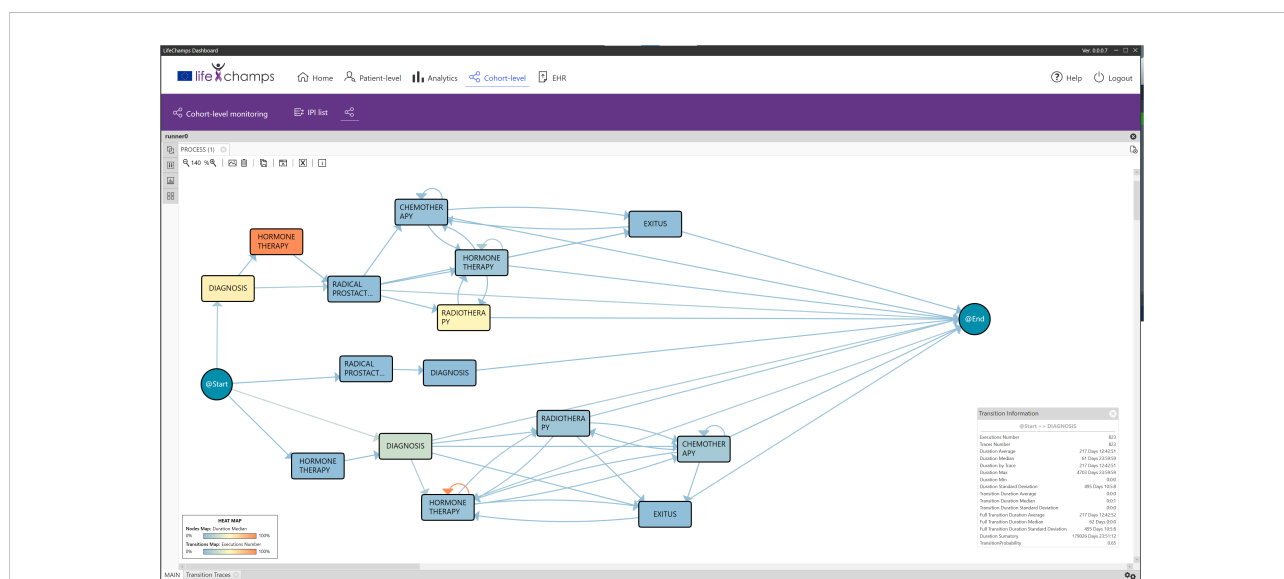 LifeChamps Dashboard
Ver. 0.0.0.7
life champs
Home
Patient-level
Analytics
Cohort-level
EHR
Help
Logout
Cohort-level monitoring
IPI list
runner0
PROCESS (1)
140 %
CHEMOTHER
APY
EXITUS
HORMONE
THERAPY
HORMONE
THERAPY
DIAGNOSIS
RADICAL
PROSTACT...
RADIOTHERA
PY
@End
RADICAL
PROSTACT...
DIAGNOSIS
@Start
RADIOTHERA
PY
DIAGNOSIS
CHEMOTHER
APY
HORMONE
THERAPY
HORMONE
THERAPY
EXITUS
Transition Information
@Start >> DIAGNOSIS
Executions Number 823
Traces Number 823
Duration Average 217 Days 12:42:51
Duration Median 61 Days 23:59:59
Duration by Trace 217 Days 12:42:51
Duration Max 4703 Days 23:59:59
Duration Min 0:0:0
Duration Standard Deviation 495 Days 10:5:8
Transition Duration Average 0:0:0
Transition Duration Median 0:0:1
Transition Duration Standard Deviation 0:0:0
Full Transition Duration Average 217 Days 12:42:52
Full Transition Duration Median 62 Days 0:0:0
Full Transition Duration Standard Deviation 495 Days 10:5:8
Duration Sumatory 179026 Days 23:51:12
TransitionProbability 0.65
HEAT MAP
Nodes Map: Duration Median
0% 100%
Transitions Map: Executions Number
0% 100%
MAIN
Transition Traces